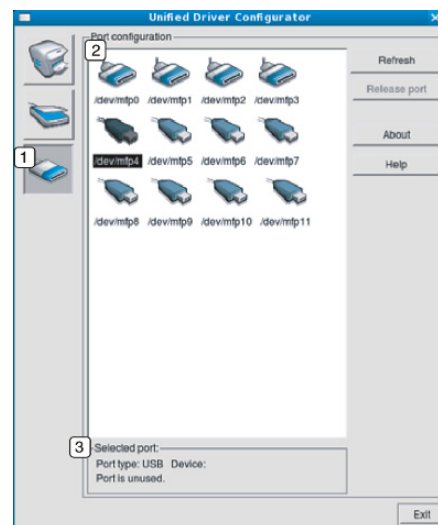 Unified Driver Configurator
Port configuration
2
/dev/mfp0 /dev/mfp1 /dev/mfp2 /dev/mfp3
1
/dev/mfp4 /dev/mfp5 /dev/mfp6 /dev/mfp7
/dev/mfp8 /dev/mfp9 /dev/mfp10 /dev/mfp11
Refresh
Release port
About
Help
3
Selected port:
Port type: USB Device:
Port is unused.
Exit